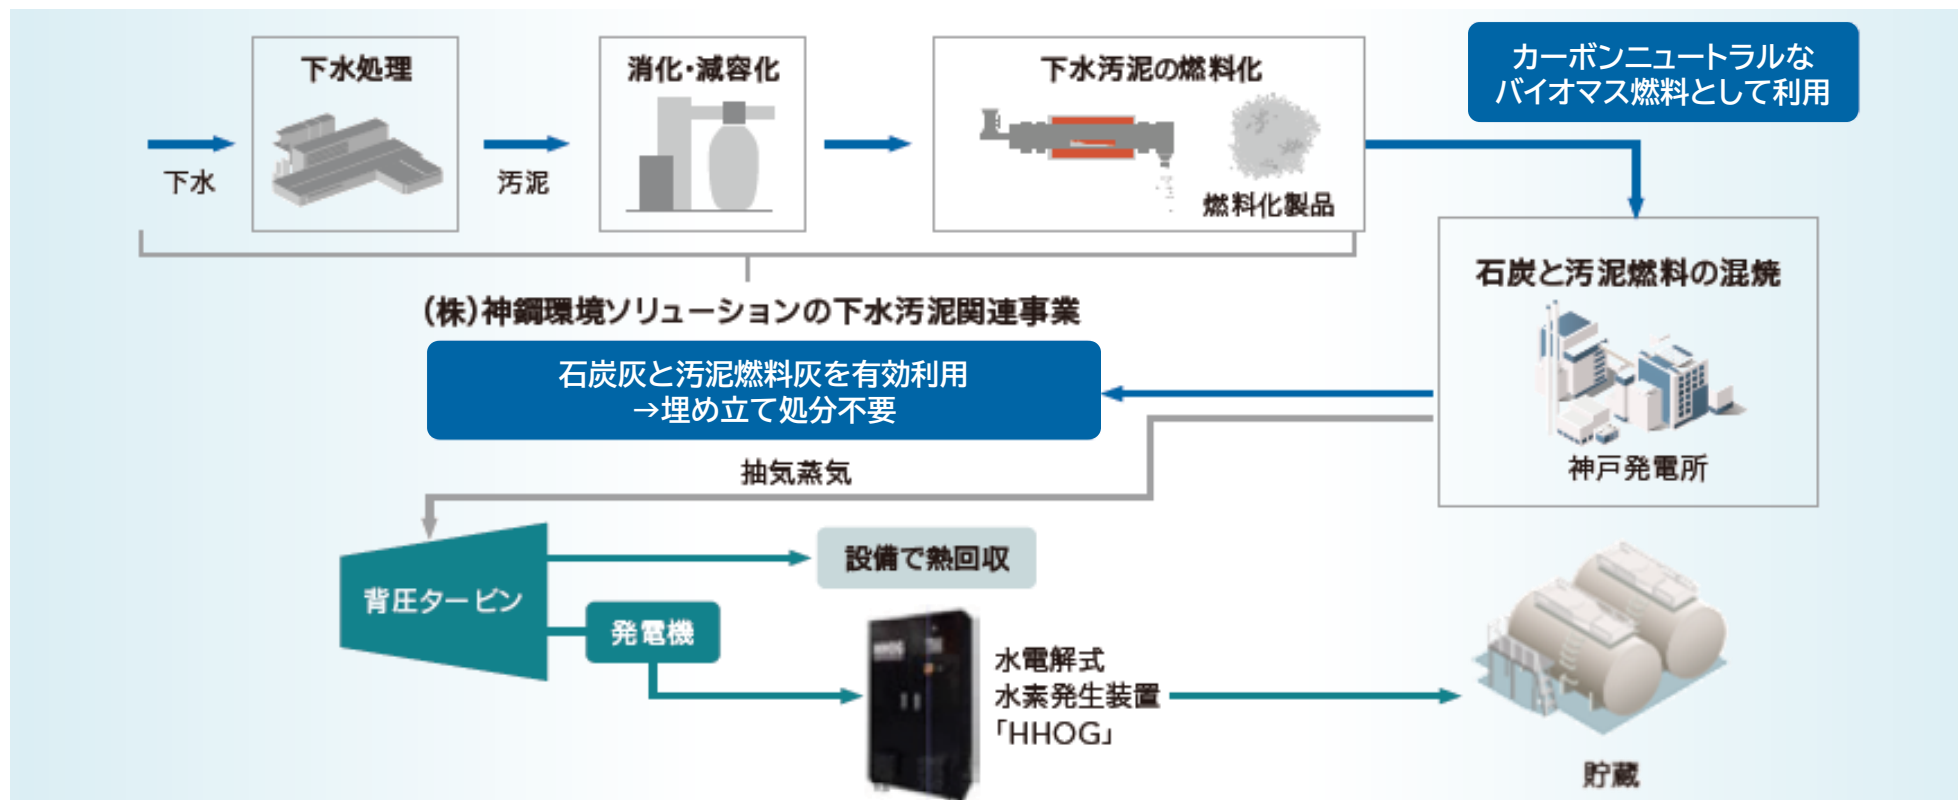 下水処理
消化・減容化
下水汚泥の燃料化
カーボンニュートラルな
バイオマス燃料として利用
下水
汚泥
燃料化製品
石炭と汚泥燃料の混焼
(株)神鋼環境ソリューションの下水汚泥関連事業
石炭灰と汚泥燃料灰を有効利用
→埋め立て処分不要
神戸発電所
抽気蒸気
設備で熱回収
背圧タービン
発電機
HHOG
水電解式
水素発生装置
「HHOG」
貯蔵